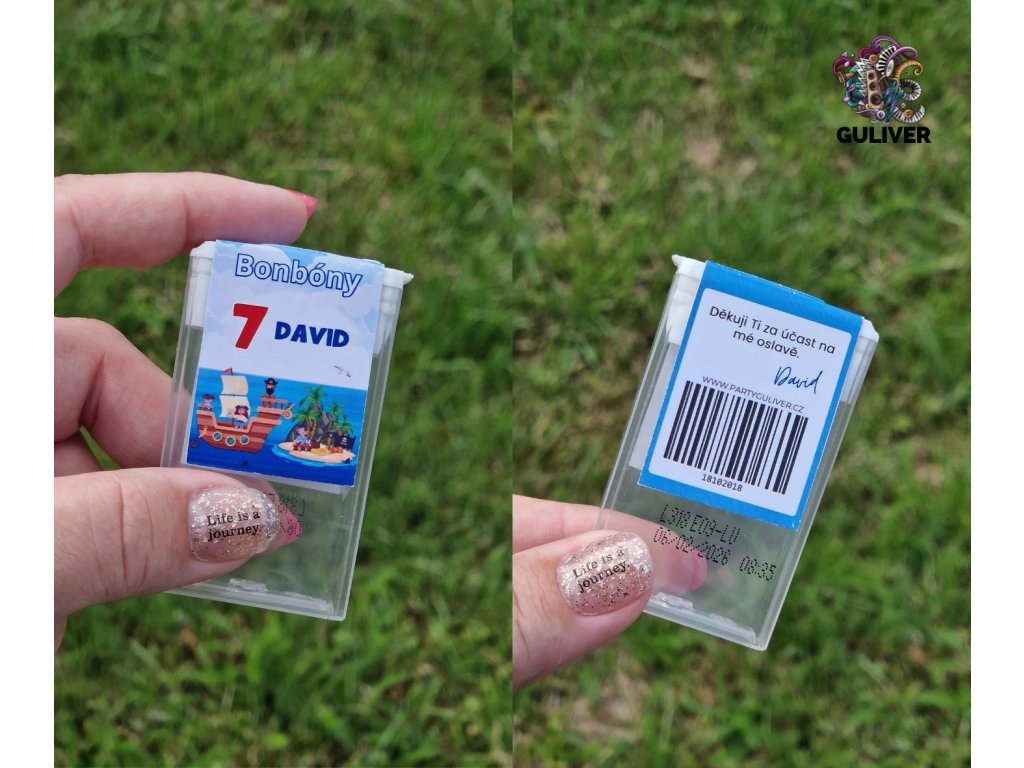 Bonbóny
7 DAVID
Life is a
journey.
GULIVER
Děkuji Ti za účast na
mé oslavě.
David
WWW.PARTYGULIVER.CZ
18102018
L318 E09-LU
06/02-2026 08:35
Life is a
journey.